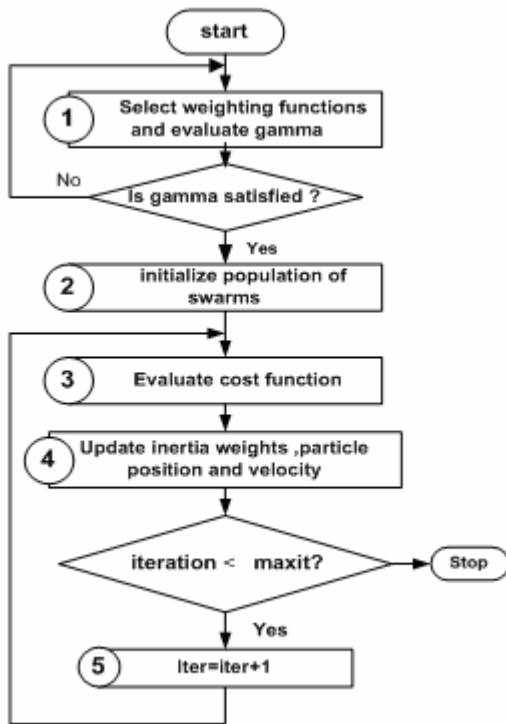 start
1
Select weighting functions
and evaluate gamma
No
Is gamma satisfied ?
Yes
2
initialize population of
swarms
3
Evaluate cost function
4
Update inertia weights ,particle
position and velocity
iteration < maxit?
Stop
Yes
5
Iter=iter+1